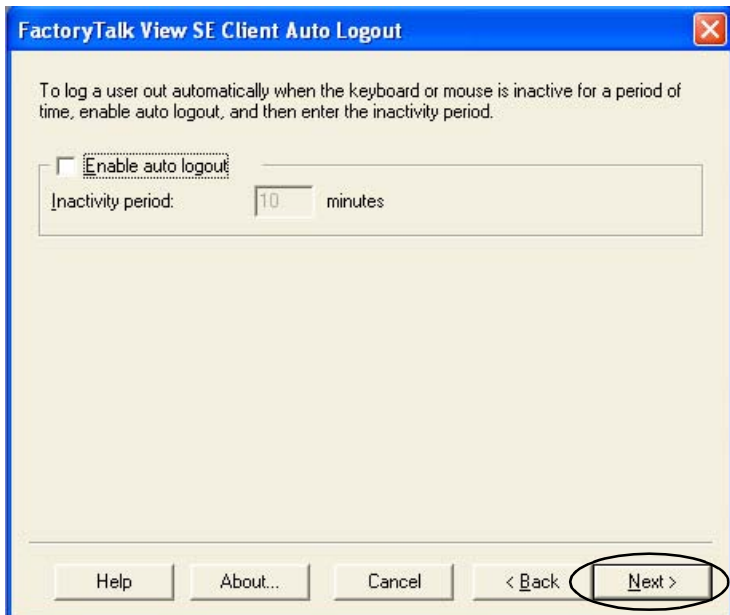 FactoryTalk View SE Client Auto Logout
To log a user out automatically when the keyboard or mouse is inactive for a period of
time, enable auto logout, and then enter the inactivity period.
Enable auto logout
Inactivity period: 10 minutes
Help About... Cancel < Back Next >